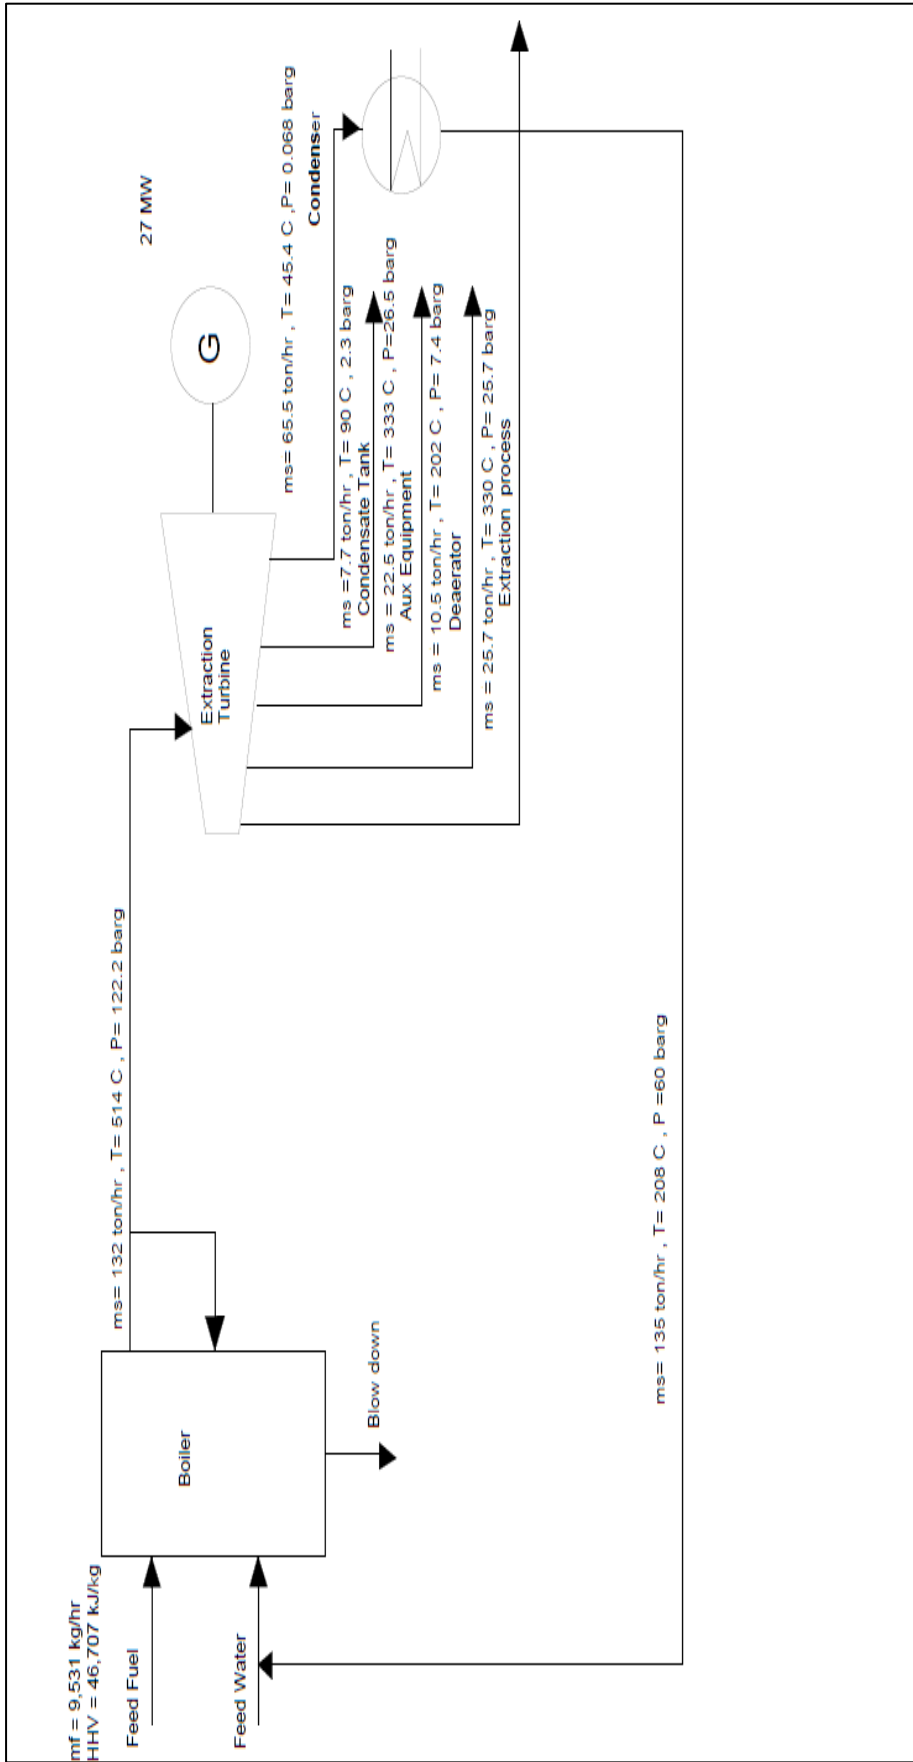 mf = 9,531 kg/hr
HHV = 46,707 kJ/kg
Feed Fuel
Feed Water
Boiler
Blow down
ms= 132 ton/hr , T= 514 C , P= 122.2 barg
Extraction
Turbine
G
27 MW
ms= 65.5 ton/hr , T= 45.4 C ,P= 0.068 barg
Condenser
ms =7.7 ton/hr , T= 90 C , 2.3 barg
Condensate Tank
ms = 22.5 ton/hr , T= 333 C , P=26.5 barg
Aux Equipment
ms = 10.5 ton/hr , T= 202 C , P= 7.4 barg
Deaerator
ms = 25.7 ton/hr , T= 330 C , P= 25.7 barg
Extraction process
ms= 135 ton/hr , T= 208 C , P =60 barg